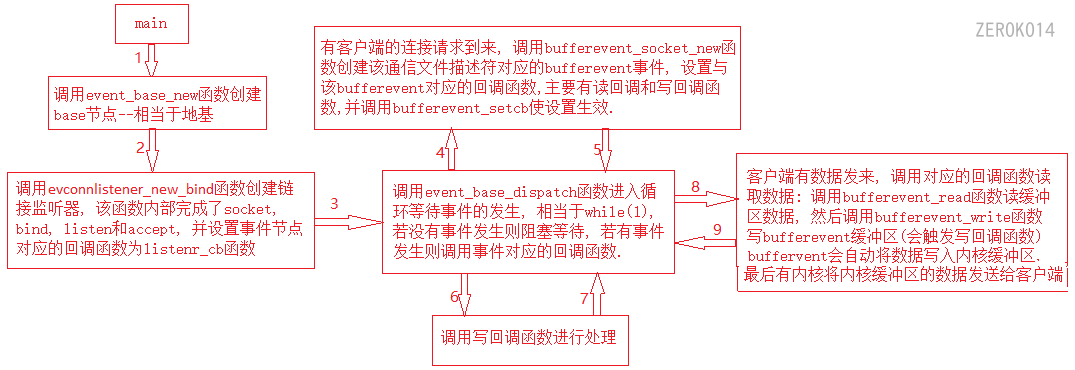 main
ZEROK014
1
调用event_base_new函数创建
base节点--相当于地基
2
调用evconnlistener_new_bind函数创建链
接监听器, 该函数内部完成了socket,
bind, listen和accept, 并设置事件节点
对应的回调函数为listenr_cb函数
3
有客户端的连接请求到来, 调用bufferevent_socket_new函
数创建该通信文件描述符对应的bufferevent事件, 设置与
该bufferevent对应的回调函数,主要有读回调和写回调函
数,并调用bufferevent_setcb使设置生效.
4
5
调用event_base_dispatch函数进入循
环等待事件的发生, 相当于while(1),
若没有事件发生则阻塞等待, 若有事件
发生则调用事件对应的回调函数.
6
7
调用写回调函数进行处理
8
9
客户端有数据发来, 调用对应的回调函数读
取数据: 调用bufferevent_read函数读缓冲
区数据, 然后调用bufferevent_write函数
写bufferevent缓冲区(会触发写回调函数)
buffervent会自动将数据写入内核缓冲区.
最后有内核将内核缓冲区的数据发送给客户端